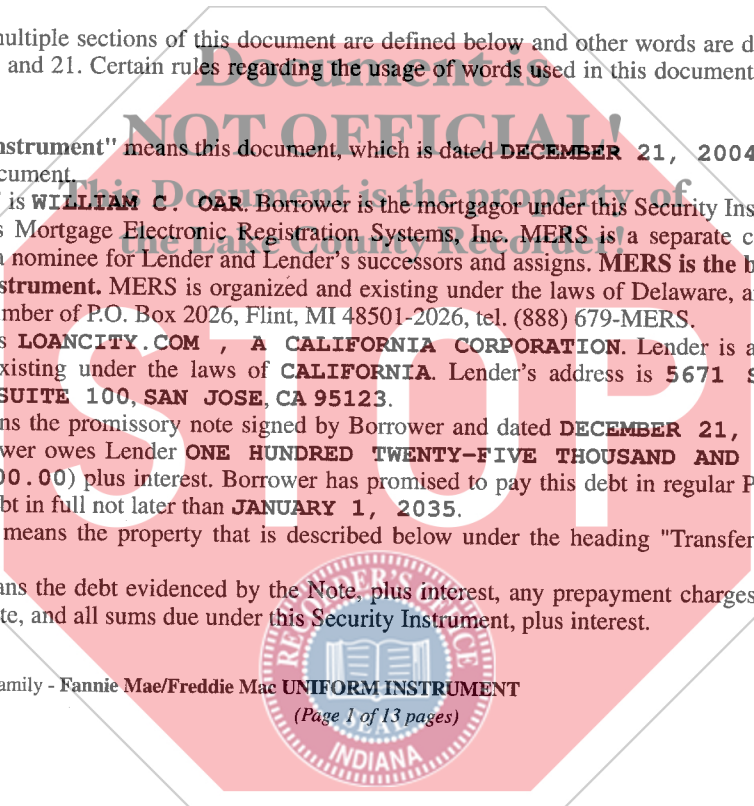 multiple sections of this document are defined below and other words are d
and 21. Certain rules regarding the usage of words used in this document
Document is
NOT OFFICIAL!
nstrument" means this document, which is dated DECEMBER 21, 2004
cument.
This Document is the property of
is WILLIAM C. OAR. Borrower is the mortgagor under this Security Ins
the Lake County Recorder!
s Mortgage Electronic Registration Systems, Inc. MERS is a separate c
a nominee for Lender and Lender's successors and assigns. MERS is the b
strument. MERS is organized and existing under the laws of Delaware, a
mber of P.O. Box 2026, Flint, MI 48501-2026, tel. (888) 679-MERS.
s LOANCITY.COM , A CALIFORNIA CORPORATION. Lender is a
xisting under the laws of CALIFORNIA. Lender's address is 5671 S
SUITE 100, SAN JOSE, CA 95123.
STOP
ns the promissory note signed by Borrower and dated DECEMBER 21,
wer owes Lender ONE HUNDRED TWENTY-FIVE THOUSAND AND
00.00) plus interest. Borrower has promised to pay this debt in regular P
bt in full not later than JANUARY 1, 2035.
means the property that is described below under the heading "Transfer
ans the debt evidenced by the Note, plus interest, any prepayment charges
te, and all sums due under this Security Instrument, plus interest.
RECORDER'S OFFICE
amily - Fannie Mae/Freddie Mac UNIFORM INSTRUMENT
(Page 1 of 13 pages)
SEAL
INDIANA